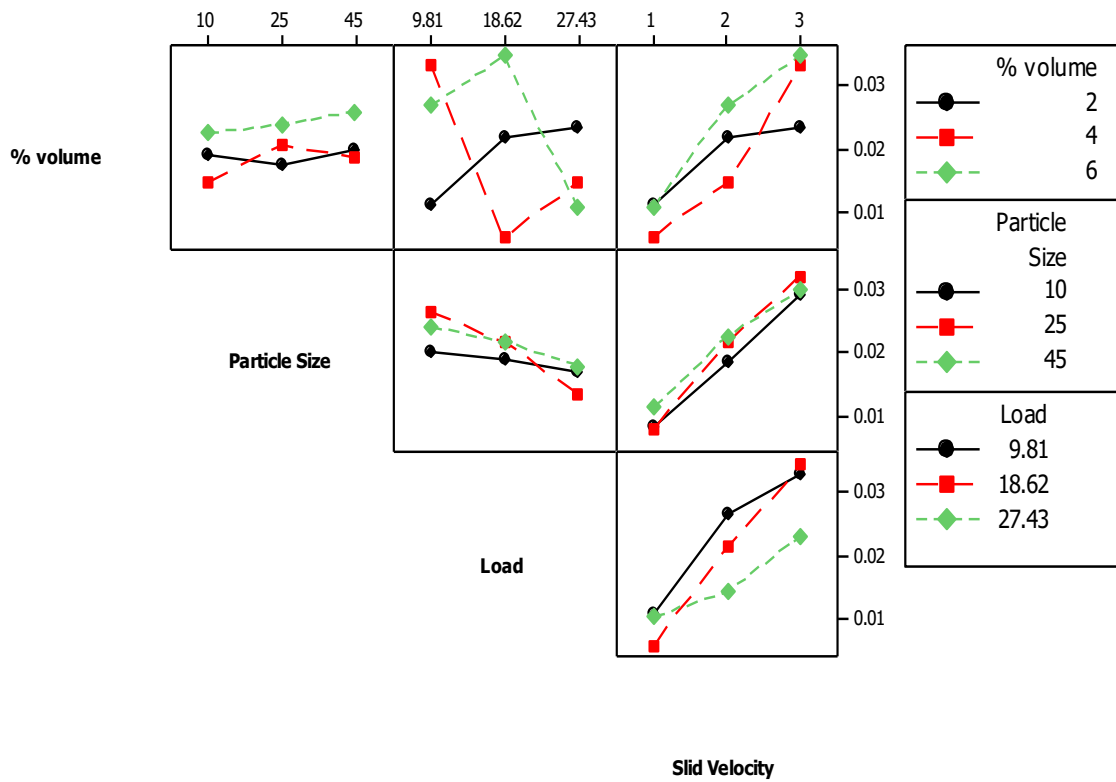 10 25 45 9.81 18.62 27.43 1 2 3
% volume
0.03
0.02
0.01
% volume
2
4
6
Particle Size
0.03
0.02
0.01
Particle
Size
10
25
45
Load
0.03
0.02
0.01
Load
9.81
18.62
27.43
Slid Velocity